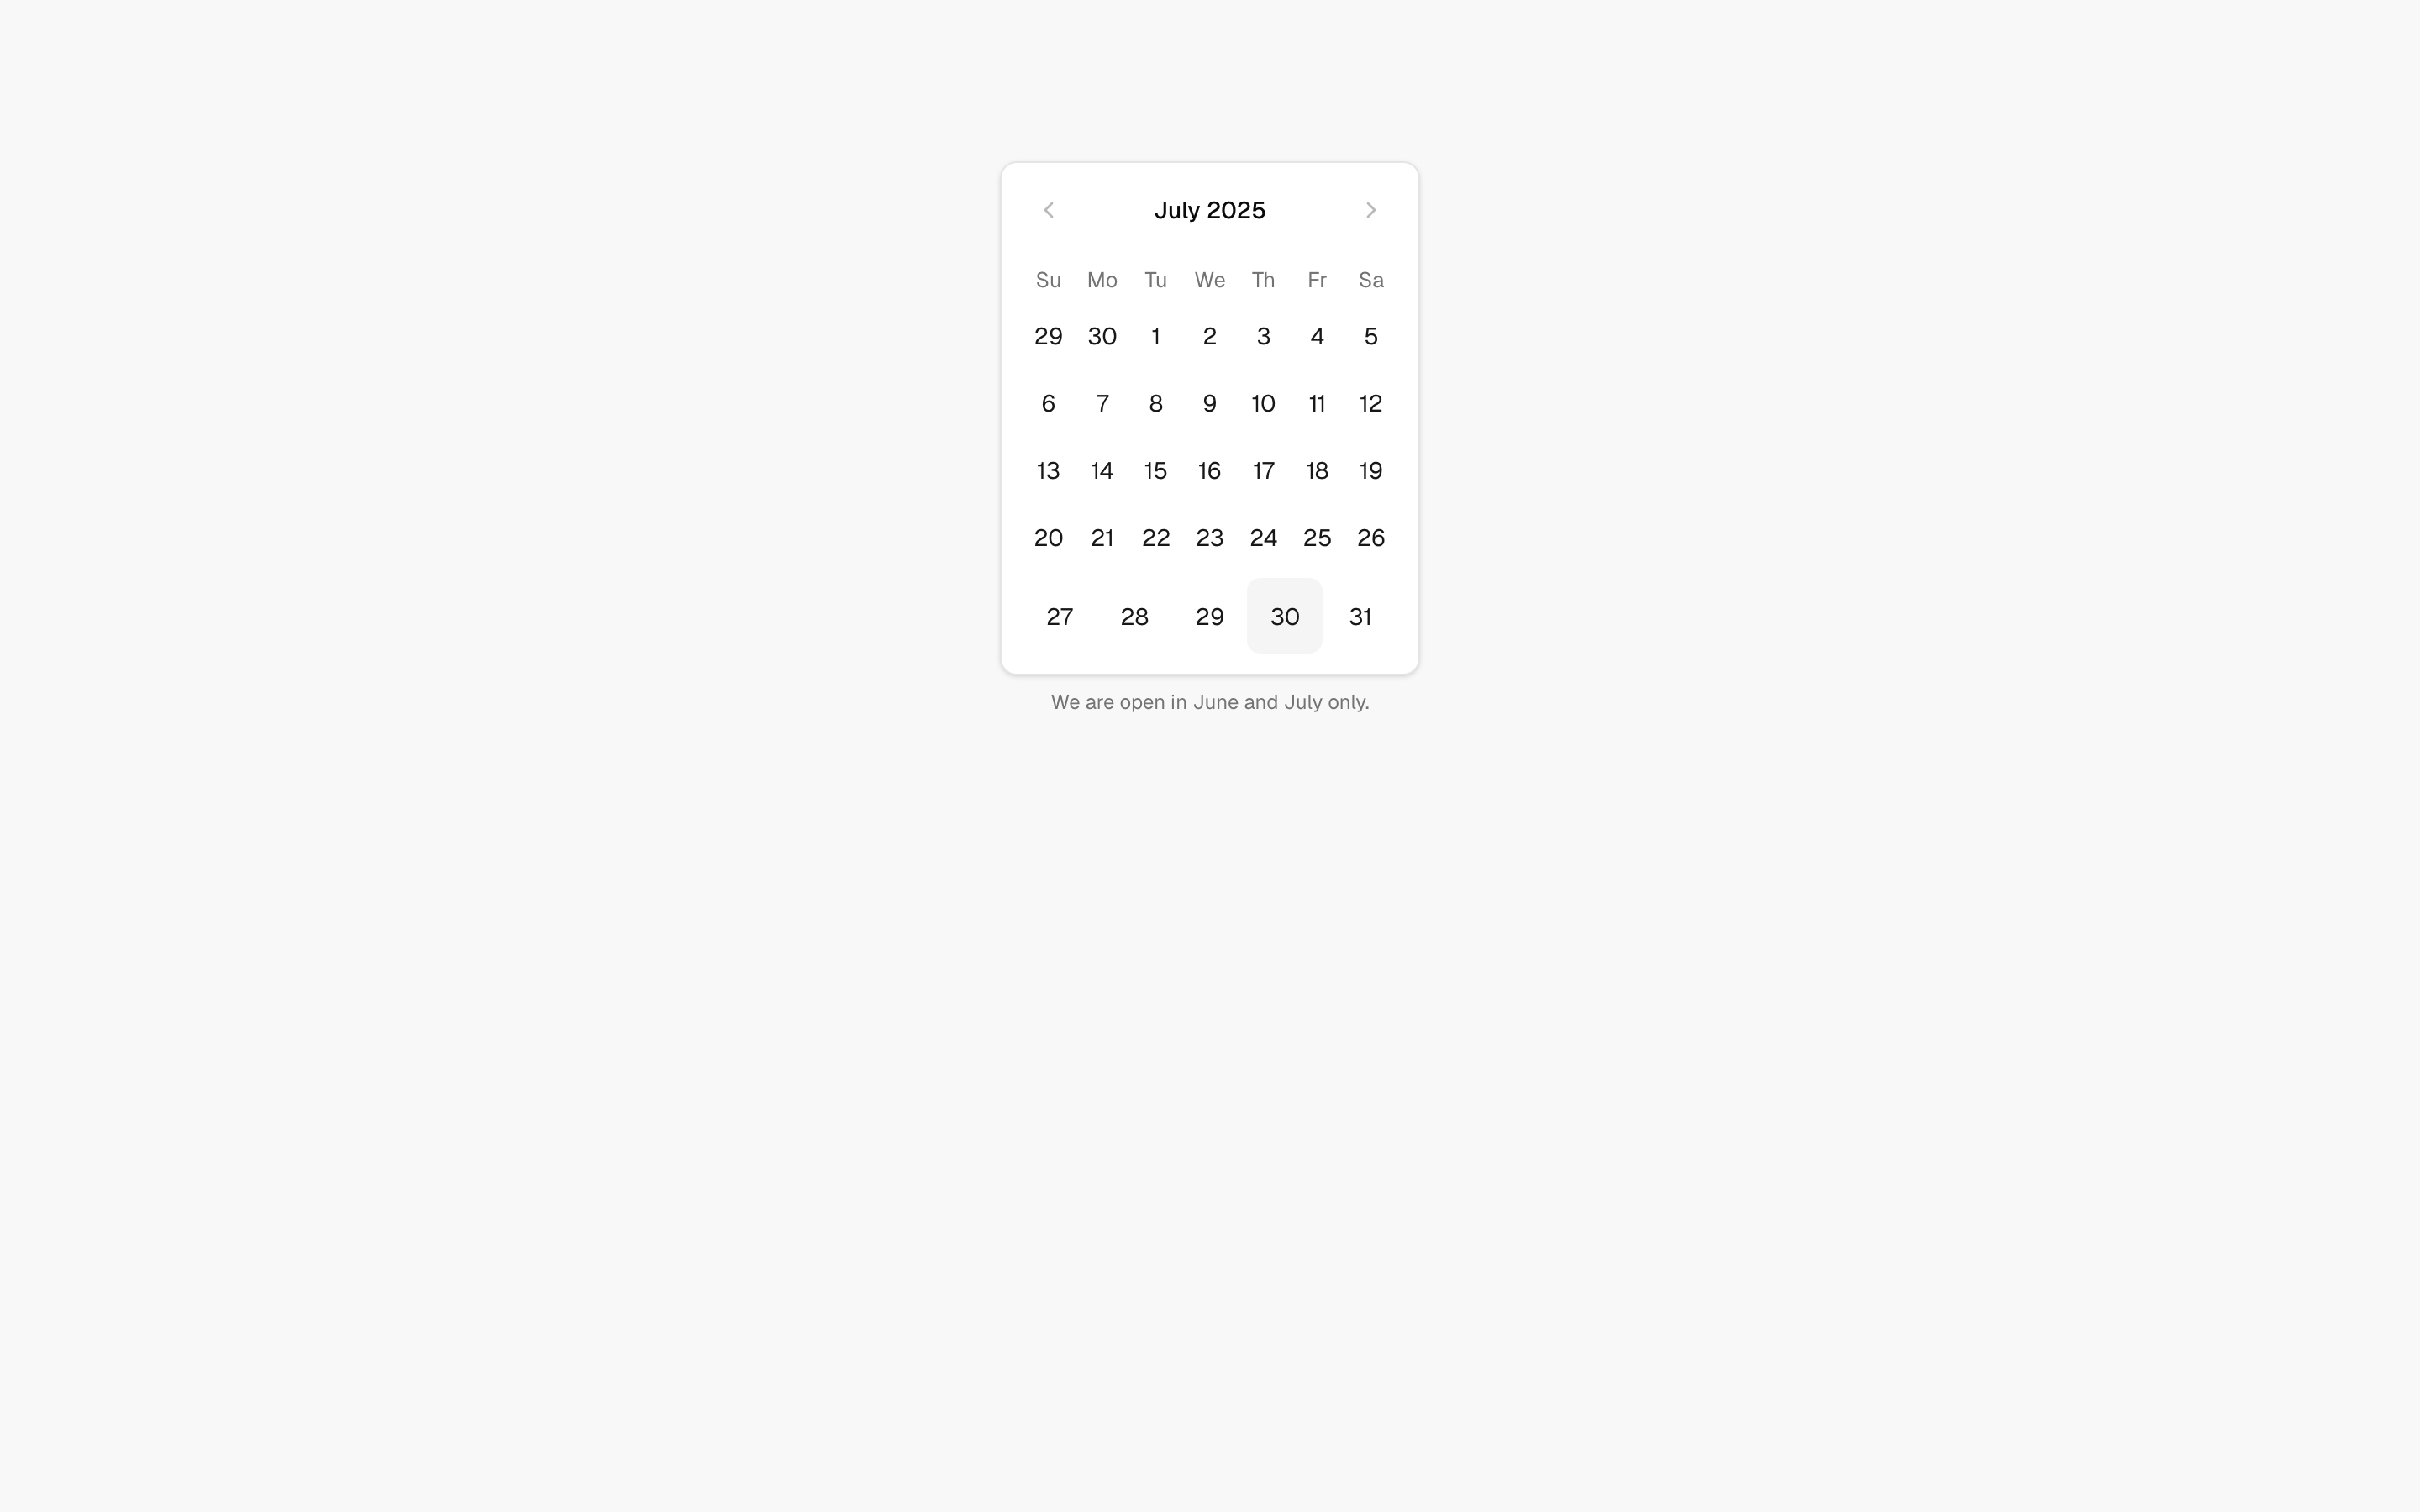 July 2025
Su Mo Tu We Th Fr Sa
29 30 1 2 3 4 5
6 7 8 9 10 11 12
13 14 15 16 17 18 19
20 21 22 23 24 25 26
27 28 29 30 31
We are open in June and July only.